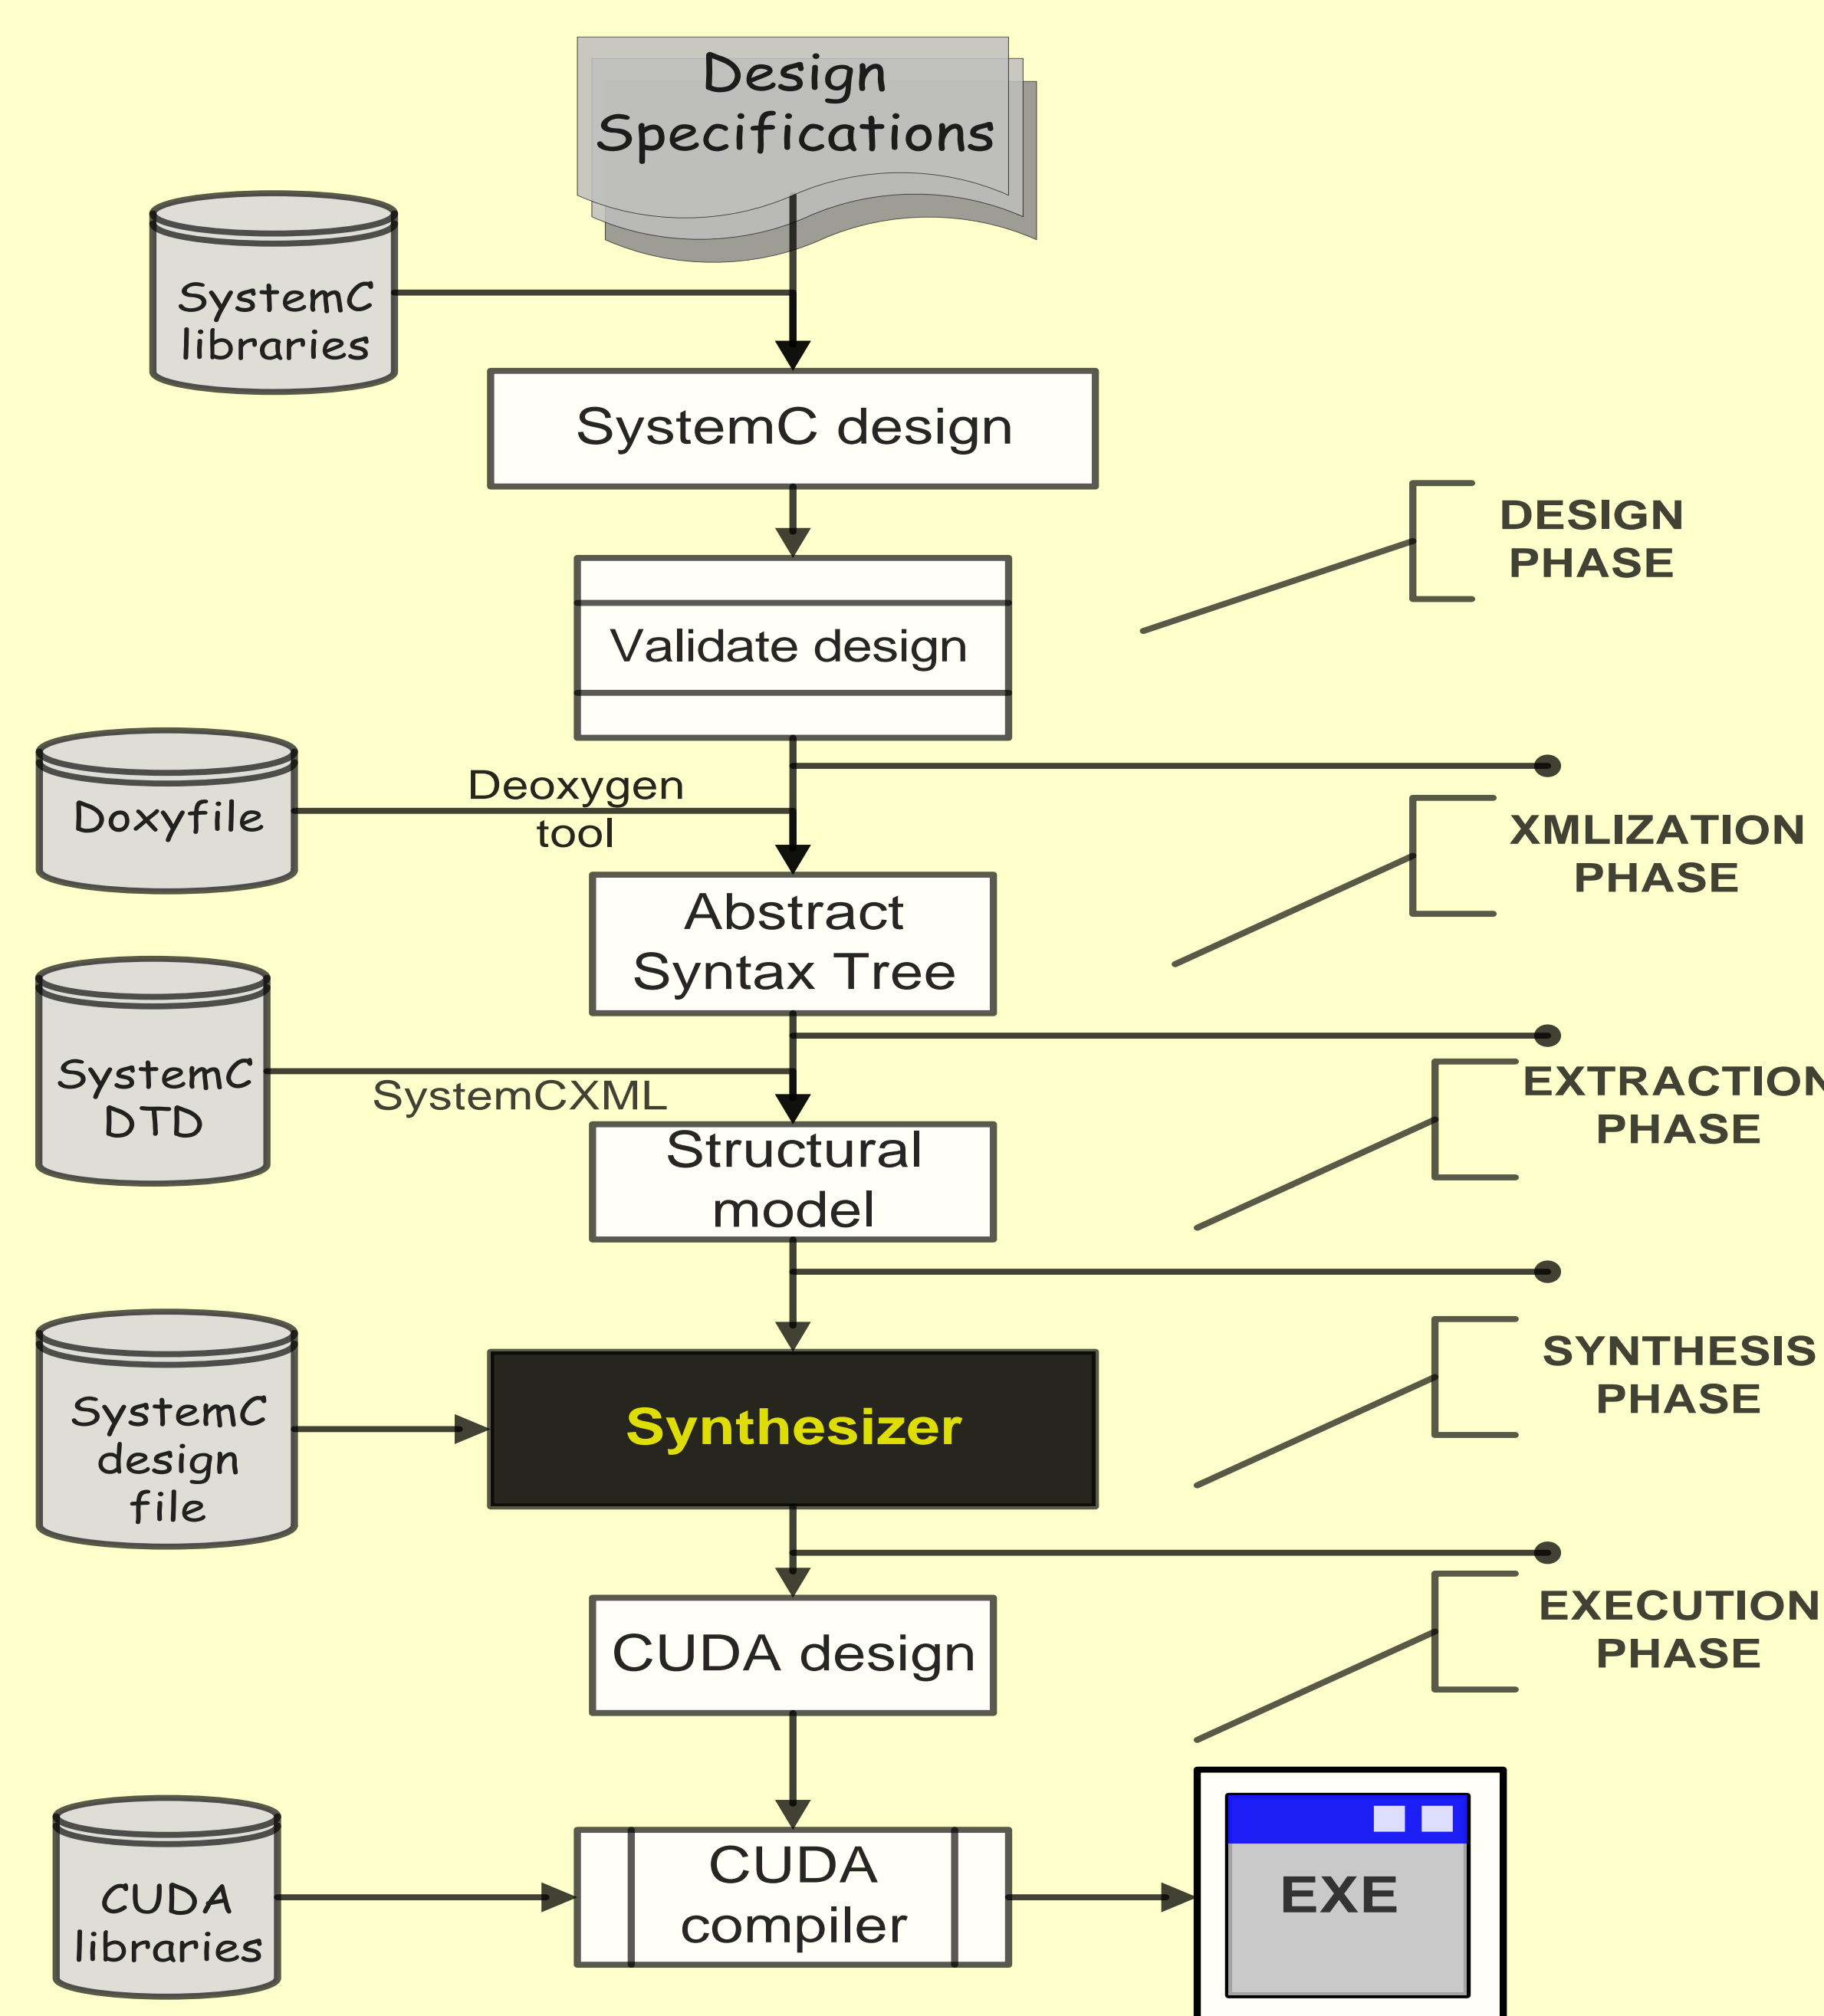 Design
Specifications
SystemC
libraries
SystemC design
DESIGN
PHASE
Validate design
Deoxygen
tool
Doxyfile
XMLIZATION
PHASE
Abstract
Syntax Tree
SystemC
DTD
SystemCXML
EXTRACTION
PHASE
Structural
model
SYNTHESIS
PHASE
SystemC
design
file
Synthesizer
EXECUTION
PHASE
CUDA design
CUDA
libraries
CUDA
compiler
EXE